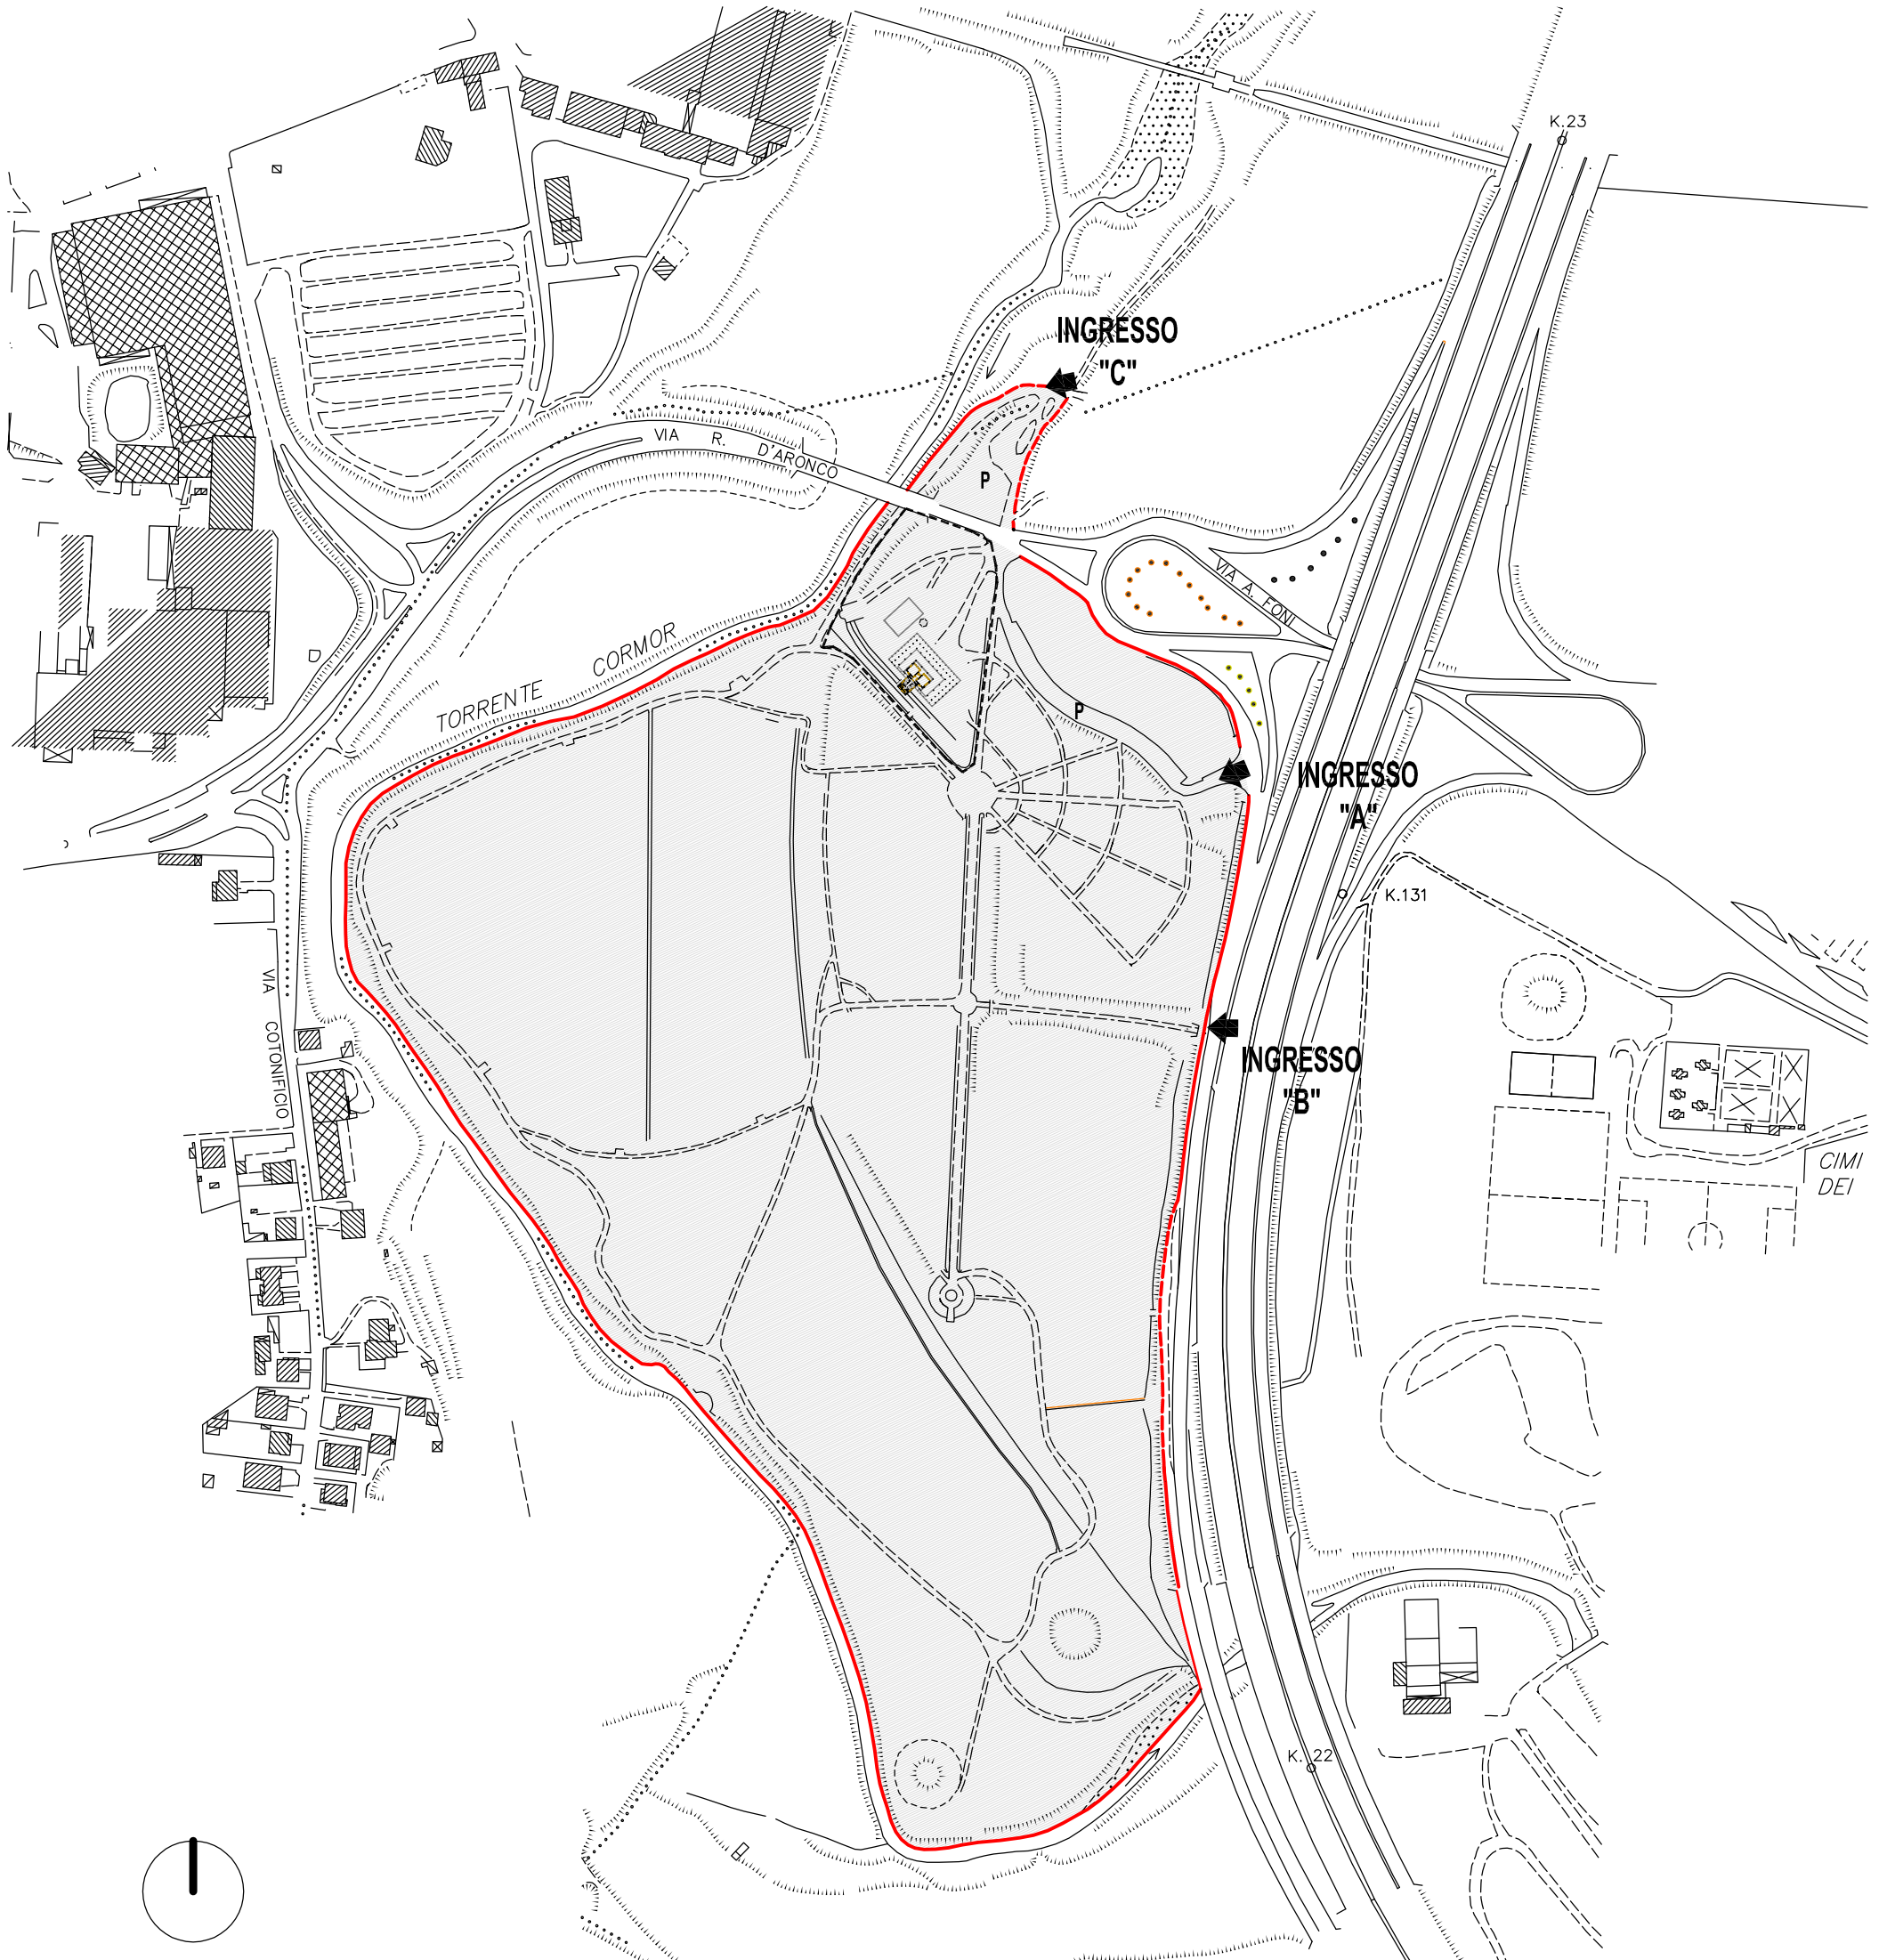 K.23
INGRESSO
"C"
VIA R. D'ARONCO
P
VIA A. FONI
TORRENTE CORMOR
P
INGRESSO
"A"
K.131
VIA COTONIFICIO
INGRESSO
"B"
CIMI
DEI
K. 22